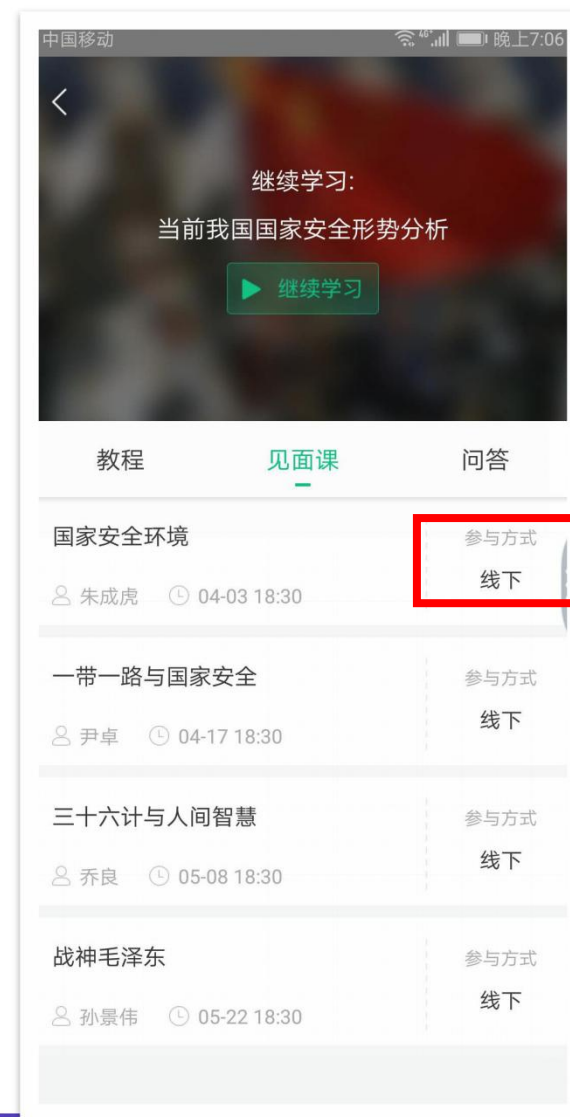 中国移动
46+ 晚上7:06
继续学习:
当前我国国家安全形势分析
继续学习
教程 见面课 问答
国家安全环境 参与方式
朱成虎 04-03 18:30 线下
一带一路与国家安全 参与方式
尹卓 04-17 18:30 线下
三十六计与人间智慧 参与方式
乔良 05-08 18:30 线下
战神毛泽东 参与方式
孙景伟 05-22 18:30 线下